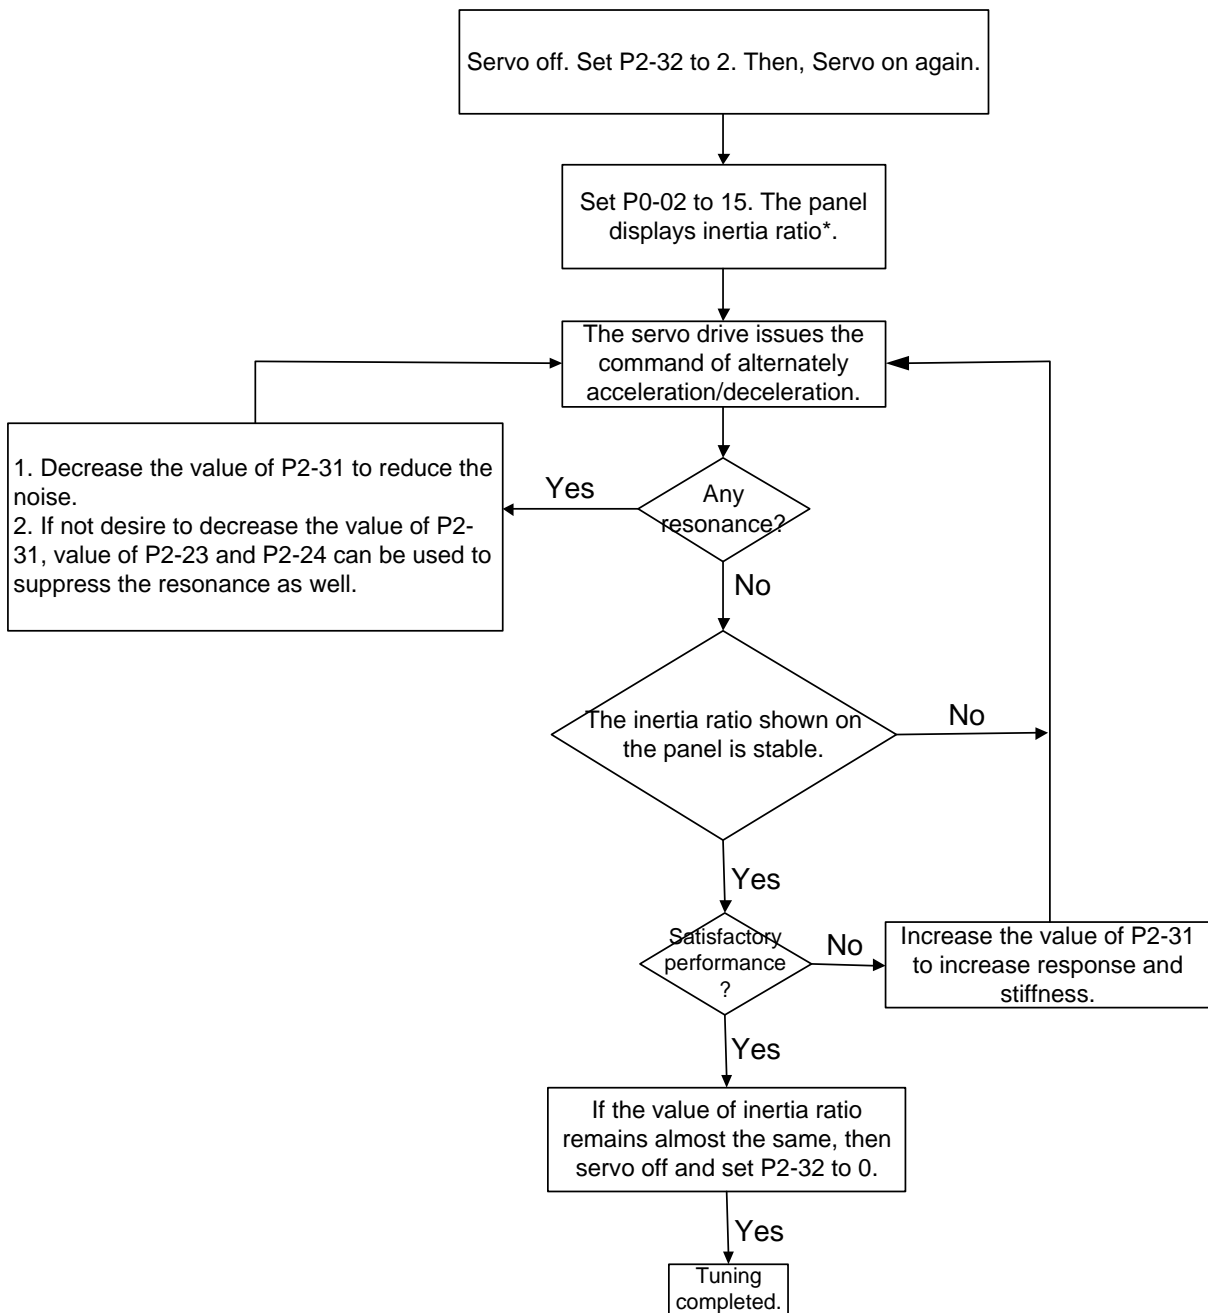 Servo off. Set P2-32 to 2. Then, Servo on again.
Set P0-02 to 15. The panel
displays inertia ratio*.
The servo drive issues the
command of alternately
acceleration/deceleration.
1. Decrease the value of P2-31 to reduce the
noise.
2. If not desire to decrease the value of P2-
31, value of P2-23 and P2-24 can be used to
suppress the resonance as well.
Yes
Any
resonance?
No
The inertia ratio shown on
the panel is stable.
No
Yes
Satisfactory
performance
?
No
Increase the value of P2-31
to increase response and
stiffness.
Yes
If the value of inertia ratio
remains almost the same, then
servo off and set P2-32 to 0.
Yes
Tuning
completed.